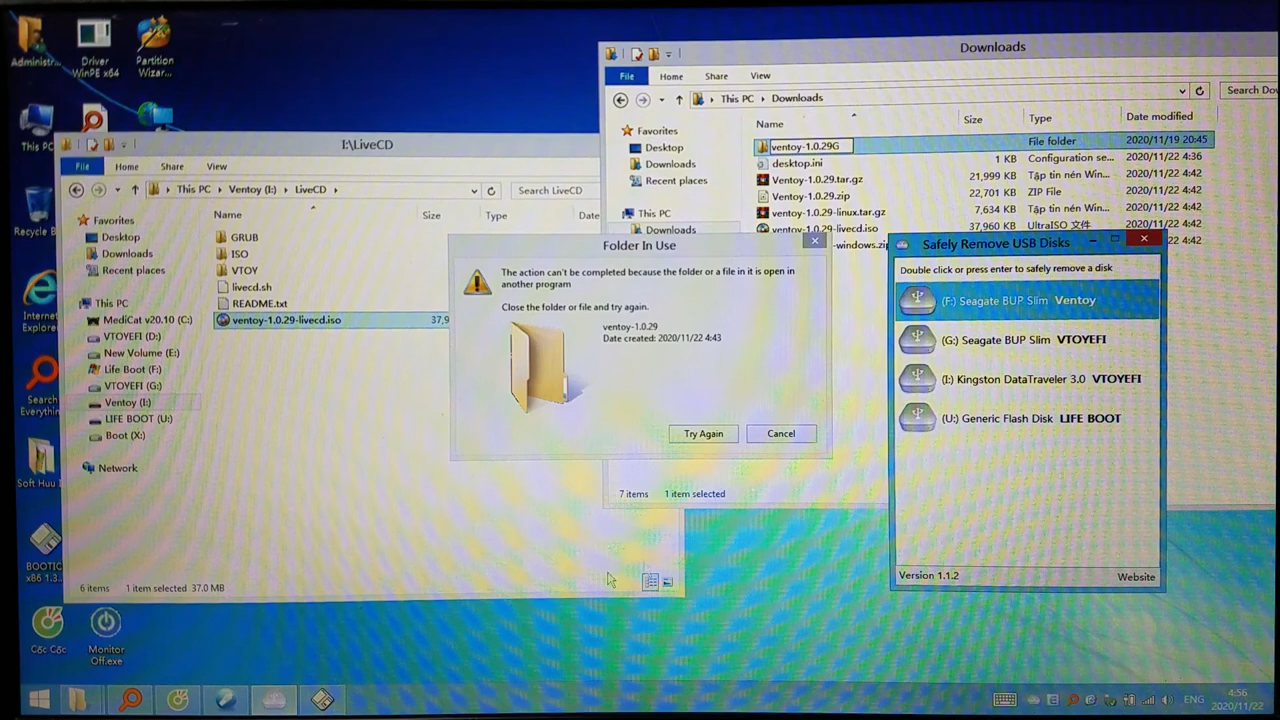 Administr...
Driver
WinPE x64
Partition
Wizar...
This PC
Recycle B
Internet
Explore
Search
Everythin
Soft Huu
BOOTIC
x86 1.3...
Cốc Cốc
Monitor
Off.exe
I:\LiveCD
File Home Share View
This PC Ventoy (I:) LiveCD
Search LiveCD
Favorites
Desktop
Downloads
Recent places
This PC
MediCat v20.10 (C:)
VTOYEFI (D:)
New Volume (E:)
Life Boot (F:)
VTOYEFI (G:)
Ventoy (I:)
LIFE BOOT (U:)
Boot (X:)
Network
Name Size Type Date
GRUB
ISO
VTOY
livecd.sh
README.txt
ventoy-1.0.29-livecd.iso 37,9
6 items 1 item selected 37.0 MB
Downloads
File Home Share View
This PC Downloads
Search Dow
Favorites
Desktop
Downloads
Recent places
This PC
Downloads
Name Size Type Date modified
ventoy-1.0.29G File folder 2020/11/19 20:45
desktop.ini 1 KB Configuration se... 2020/11/22 4:36
Ventoy-1.0.29.tar.gz 21,999 KB Tập tin nén Win... 2020/11/22 4:42
Ventoy-1.0.29.zip 22,701 KB ZIP File 2020/11/22 4:42
ventoy-1.0.29-linux.tar.gz 7,634 KB Tập tin nén Win... 2020/11/22 4:42
ventoy-1.0.29-livecd.iso 37,960 KB UltraISO 文件 2020/11/22 4:42
-windows.zip 4:42
7 items 1 item selected
Folder In Use
The action can't be completed because the folder or a file in it is open in
another program
Close the folder or file and try again.
ventoy-1.0.29
Date created: 2020/11/22 4:43
Try Again Cancel
Safely Remove USB Disks
Double click or press enter to safely remove a disk
(F:) Seagate BUP Slim Ventoy
(G:) Seagate BUP Slim VTOYEFI
(I:) Kingston DataTraveler 3.0 VTOYEFI
(U:) Generic Flash Disk LIFE BOOT
Version 1.1.2 Website
ENG
4:56
2020/11/22